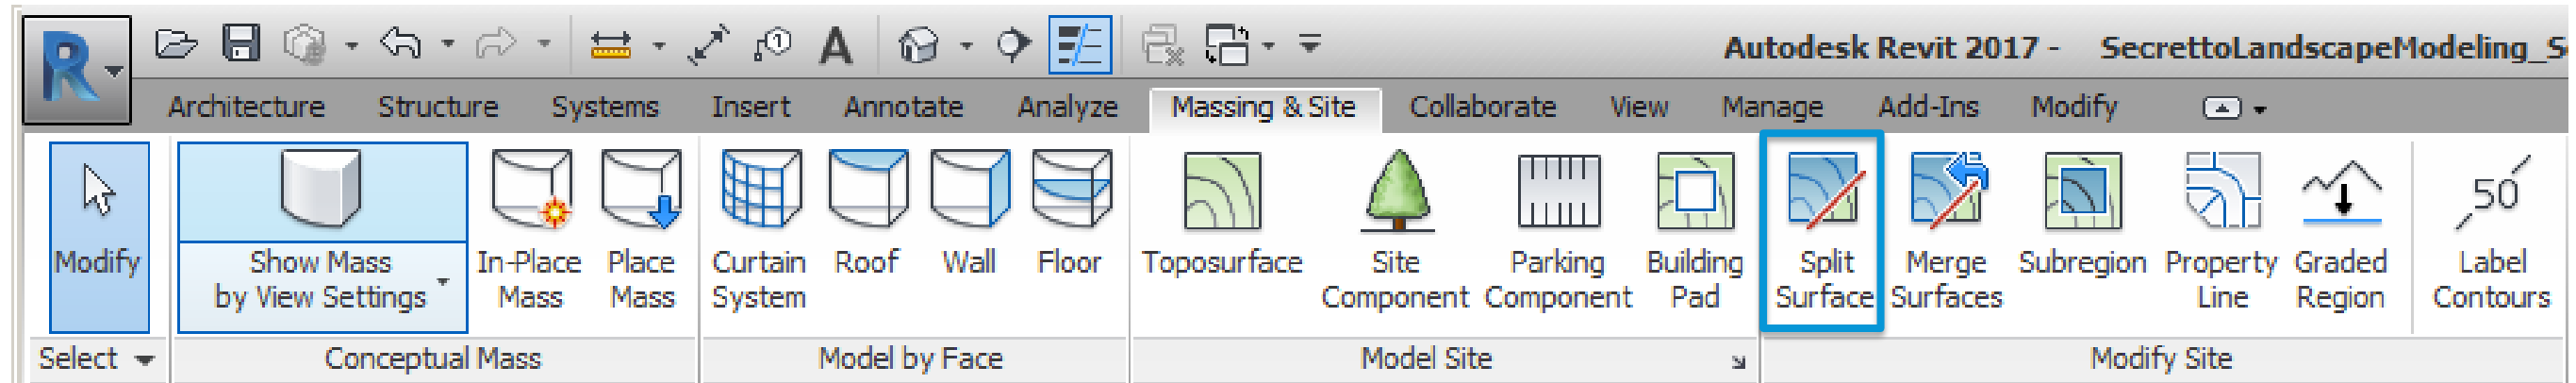 Autodesk Revit 2017 - SecrettoLandscapeModeling_S
Architecture Structure Systems Insert Annotate Analyze Massing & Site Collaborate View Manage Add-Ins Modify
Modify
Show Mass
by View Settings
In-Place
Mass
Place
Mass
Curtain
System
Roof
Wall
Floor
Toposurface
Site
Component
Parking
Component
Building
Pad
Split
Surface
Merge
Surfaces
Subregion
Property
Line
Graded
Region
50
Label
Contours
Select Conceptual Mass Model by Face Model Site Modify Site